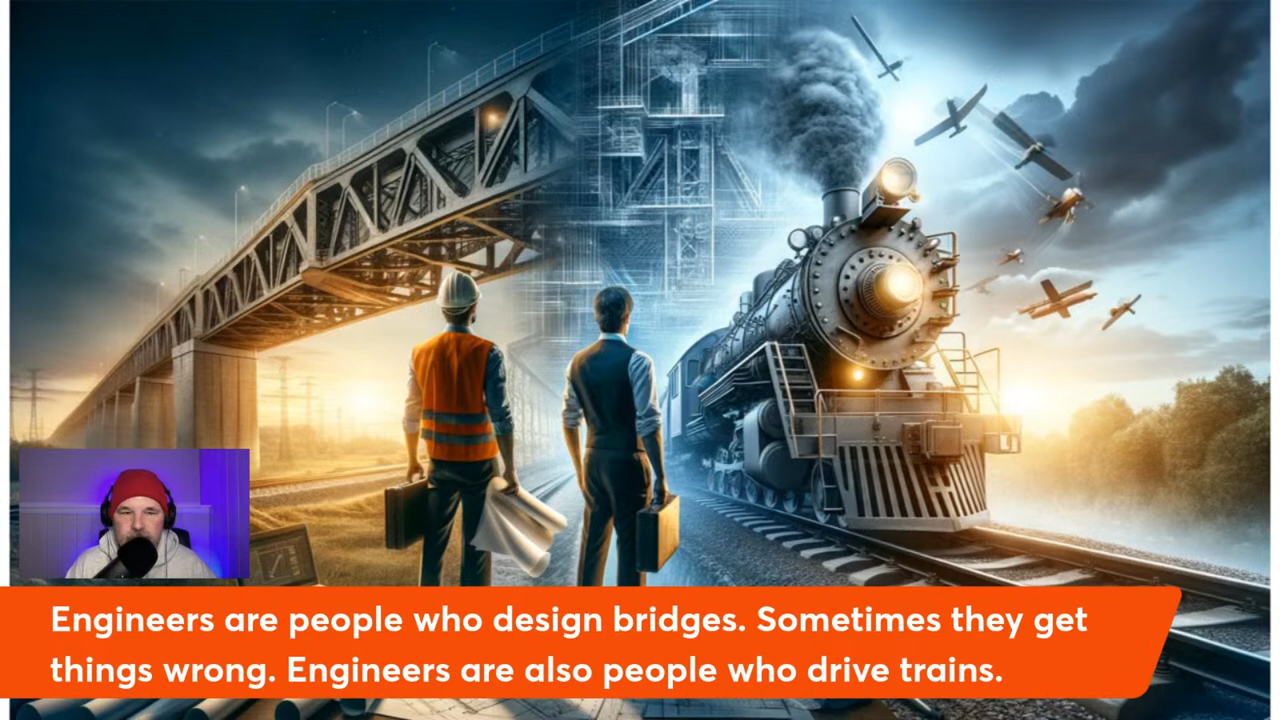 Engineers are people who design bridges. Sometimes they get
things wrong. Engineers are also people who drive trains.